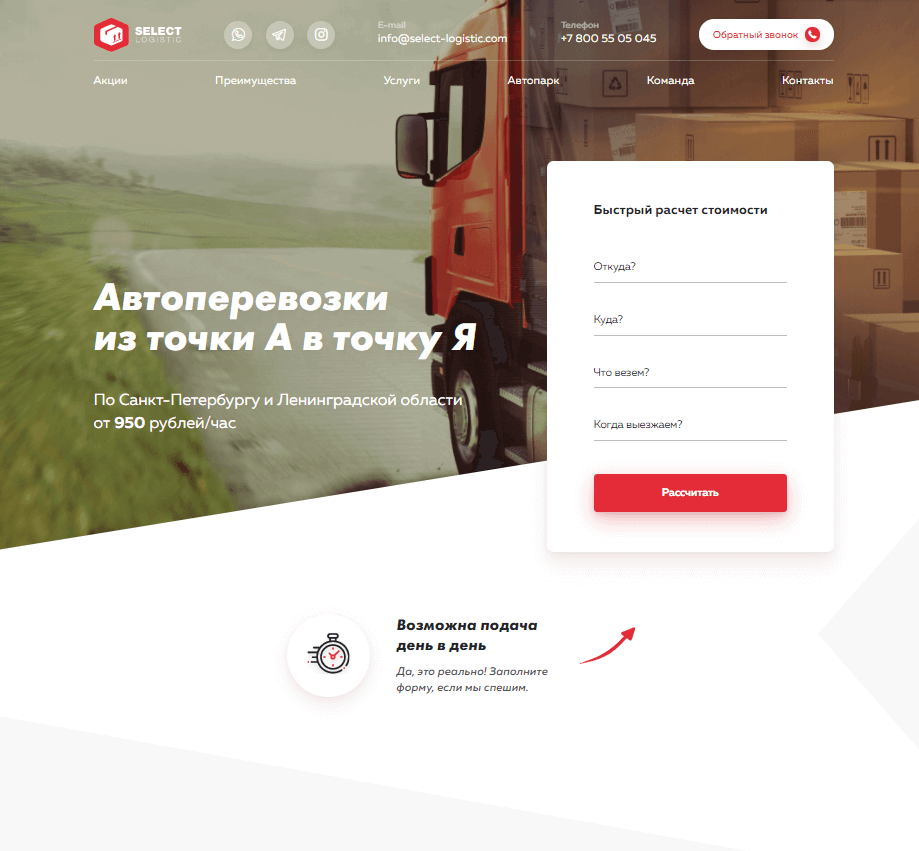 SELECT
LOGISTIC
E-mail
info@select-logistic.com
Телефон
+7 800 55 05 045
Обратный звонок
Акции
Преимущества
Услуги
Автопарк
Команда
Контакты
Автоперевозки
из точки А в точку Я
По Санкт-Петербургу и Ленинградской области
от 950 рублей/час
Быстрый расчет стоимости
Откуда?
Куда?
Что везем?
Когда выезжаем?
Рассчитать
Возможна подача
день в день
Да, это реально! Заполните
форму, если мы спешим.